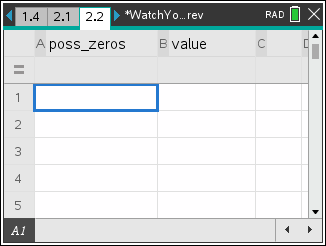 1.4 2.1 2.2 *WatchYo...rev RAD
A poss_zeros B value C D
=
1
2
3
4
5
A1